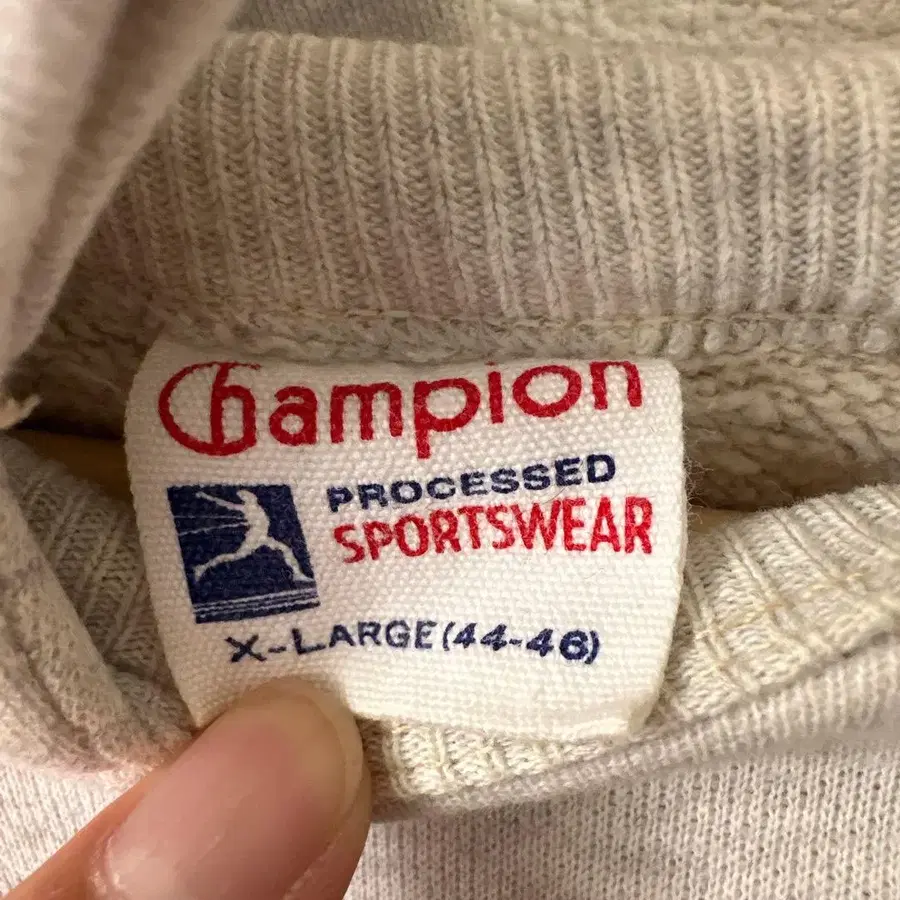 Champion
PROCESSED
SPORTSWEAR
X-LARGE (44-46)